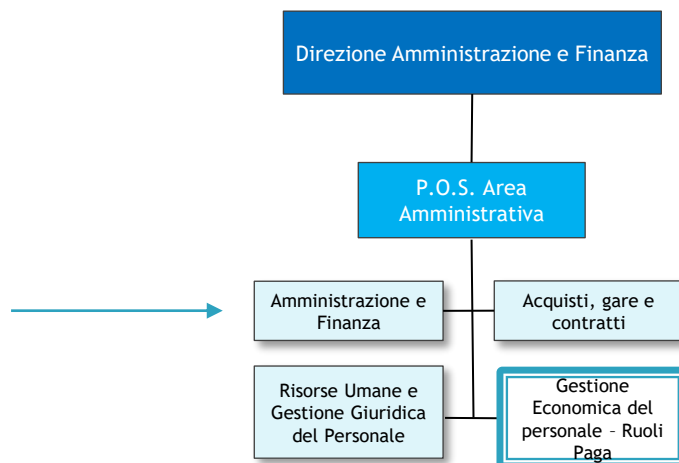 Direzione Amministrazione e Finanza
P.O.S. Area
Amministrativa
Amministrazione e
Finanza
Acquisti, gare e
contratti
Risorse Umane e
Gestione Giuridica
del Personale
Gestione
Economica del
personale – Ruoli
Paga